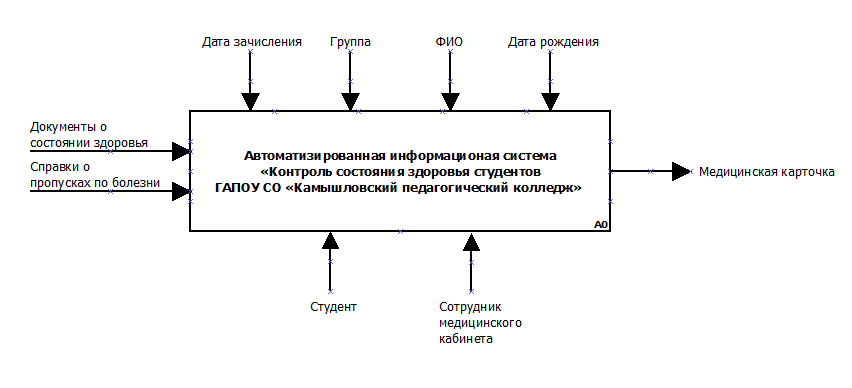 Дата зачисления
Группа
ФИО
Дата рождения
Документы о
состоянии здоровья
Справки о
пропусках по болезни
Автоматизированная информационая система
«Контроль состояния здоровья студентов
ГАПОУ СО «Камышловский педагогический колледж»
A0
Медицинская карточка
Студент
Сотрудник
медицинского
кабинета